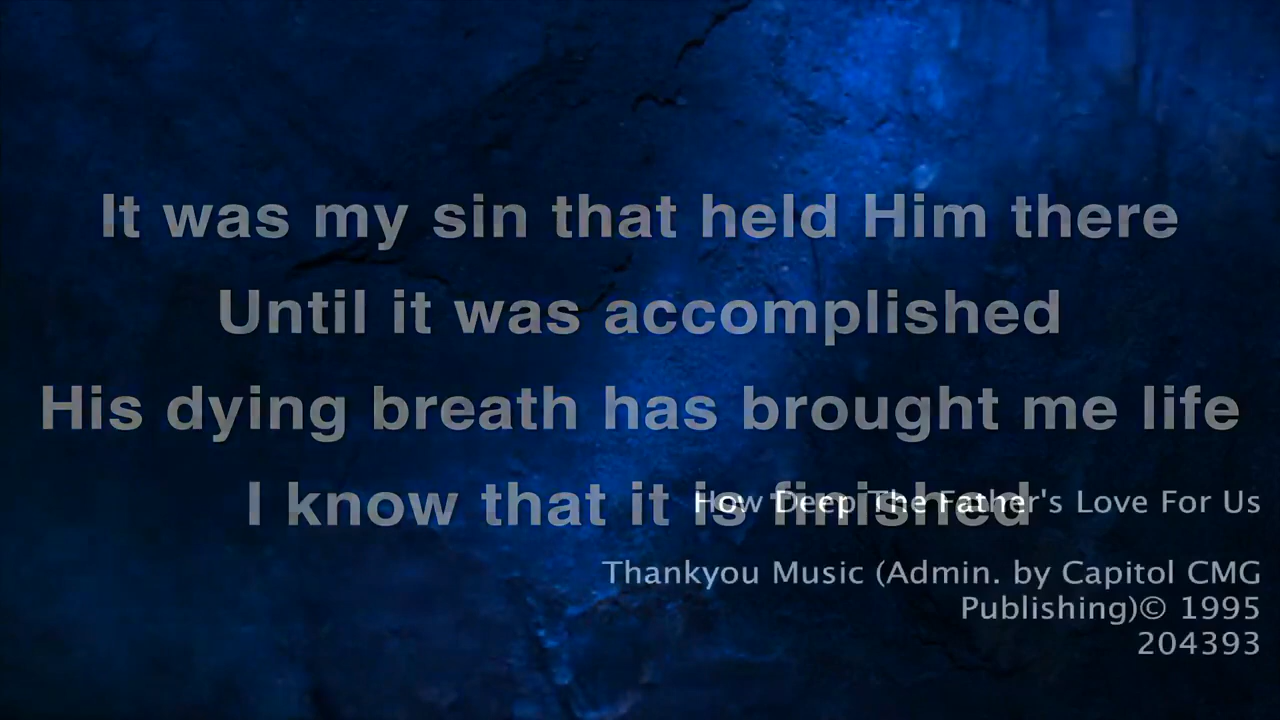 It was my sin that held Him there
Until it was accomplished
His dying breath has brought me life
I know that it is finished
How Deep The Father's Love For Us
Thankyou Music (Admin. by Capitol CMG
Publishing)© 1995
204393